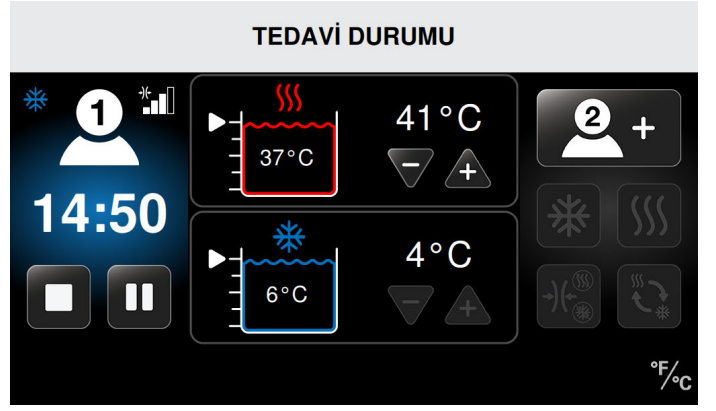 TEDAVİ DURUMU
1
14:50
37°C
41°C
−
+
6°C
4°C
−
+
2 +
°F/°C